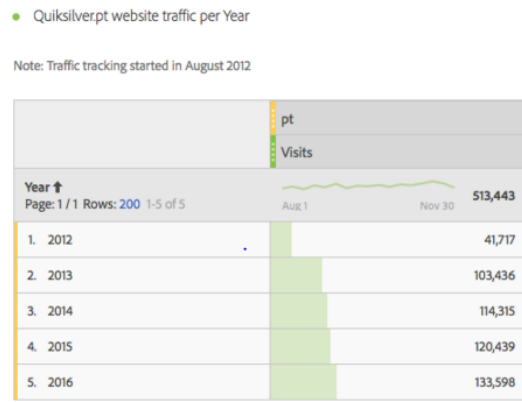 Quiksilver.pt website traffic per Year
Note: Traffic tracking started in August 2012
pt
Visits
Year ↑
Page: 1 / 1 Rows: 200 1-5 of 5
Aug 1 Nov 30 513,443
1. 2012 41,717
2. 2013 103,436
3. 2014 114,315
4. 2015 120,439
5. 2016 133,598